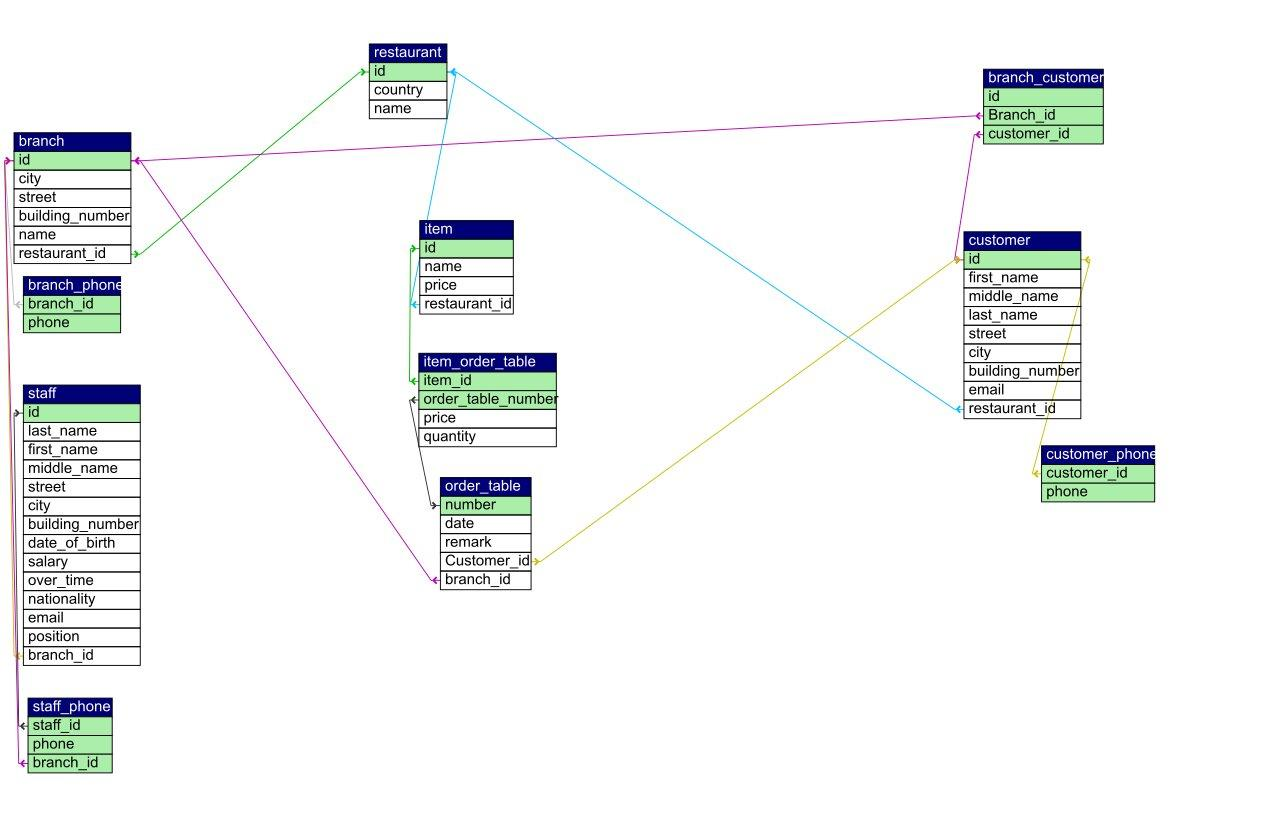 restaurant
id
country
name
branch_customer
id
Branch_id
customer_id
branch
id
city
street
building_number
name
restaurant_id
branch_phone
branch_id
phone
item
id
name
price
restaurant_id
customer
id
first_name
middle_name
last_name
street
city
building_number
email
restaurant_id
item_order_table
item_id
order_table_number
price
quantity
staff
id
last_name
first_name
middle_name
street
city
building_number
date_of_birth
salary
over_time
nationality
email
position
branch_id
customer_phone
customer_id
phone
order_table
number
date
remark
Customer_id
branch_id
staff_phone
staff_id
phone
branch_id